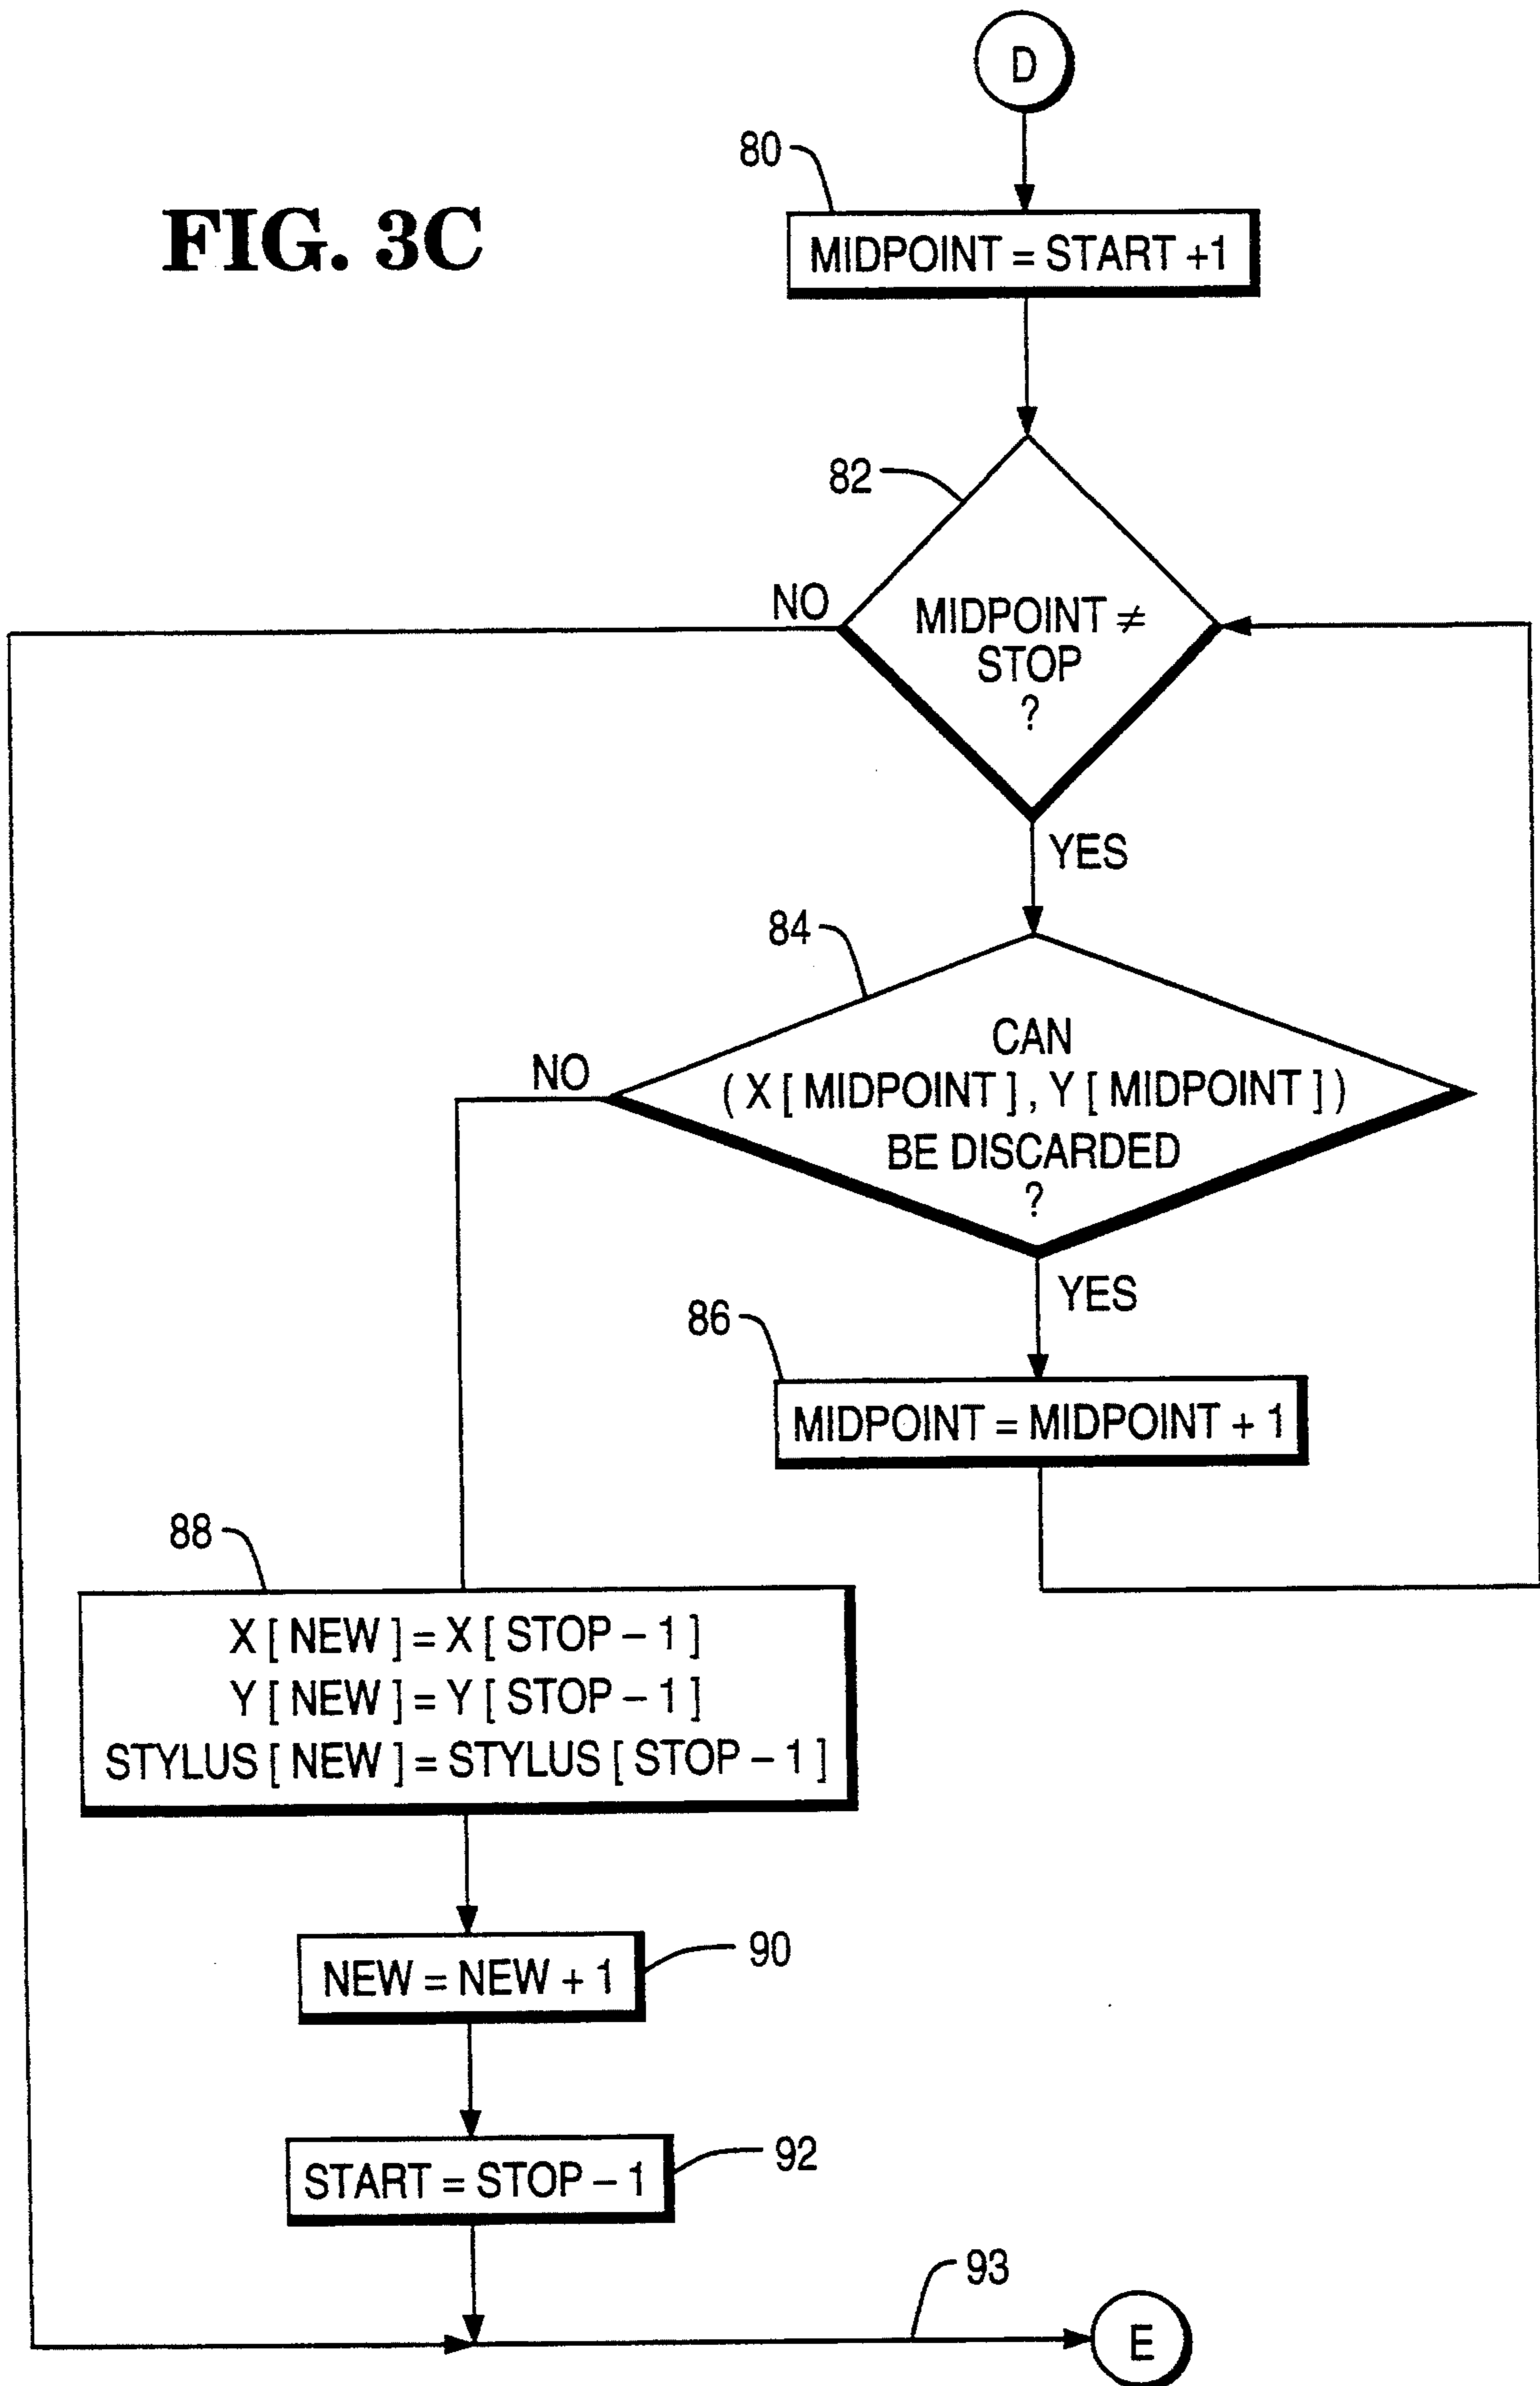 D
80
FIG. 3C
MIDPOINT = START +1
82
NO
MIDPOINT ≠
STOP
?
YES
84
CAN
NO
( X [ MIDPOINT ] , Y [ MIDPOINT ] )
BE DISCARDED
?
YES
86
MIDPOINT = MIDPOINT + 1
88
X [ NEW ] = X [ STOP – 1 ]
Y [ NEW ] = Y [ STOP – 1 ]
STYLUS [ NEW ] = STYLUS [ STOP – 1 ]
90
NEW = NEW + 1
92
START = STOP – 1
93
E